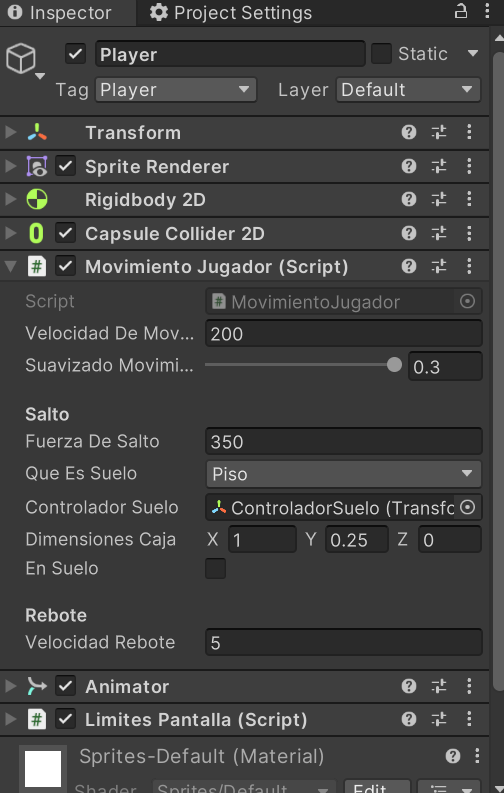 Inspector Project Settings
Player Static
Tag Player Layer Default
Transform
Sprite Renderer
Rigidbody 2D
Capsule Collider 2D
# Movimiento Jugador (Script)
Script # MovimientoJugador
Velocidad De Mov... 200
Suavizado Movimi... 0.3
Salto
Fuerza De Salto 350
Que Es Suelo Piso
Controlador Suelo ControladorSuelo (Transfo
Dimensiones Caja X 1 Y 0.25 Z 0
En Suelo
Rebote
Velocidad Rebote 5
Animator
# Limites Pantalla (Script)
Sprites-Default (Material)
Shader Sprites/Default Edit...